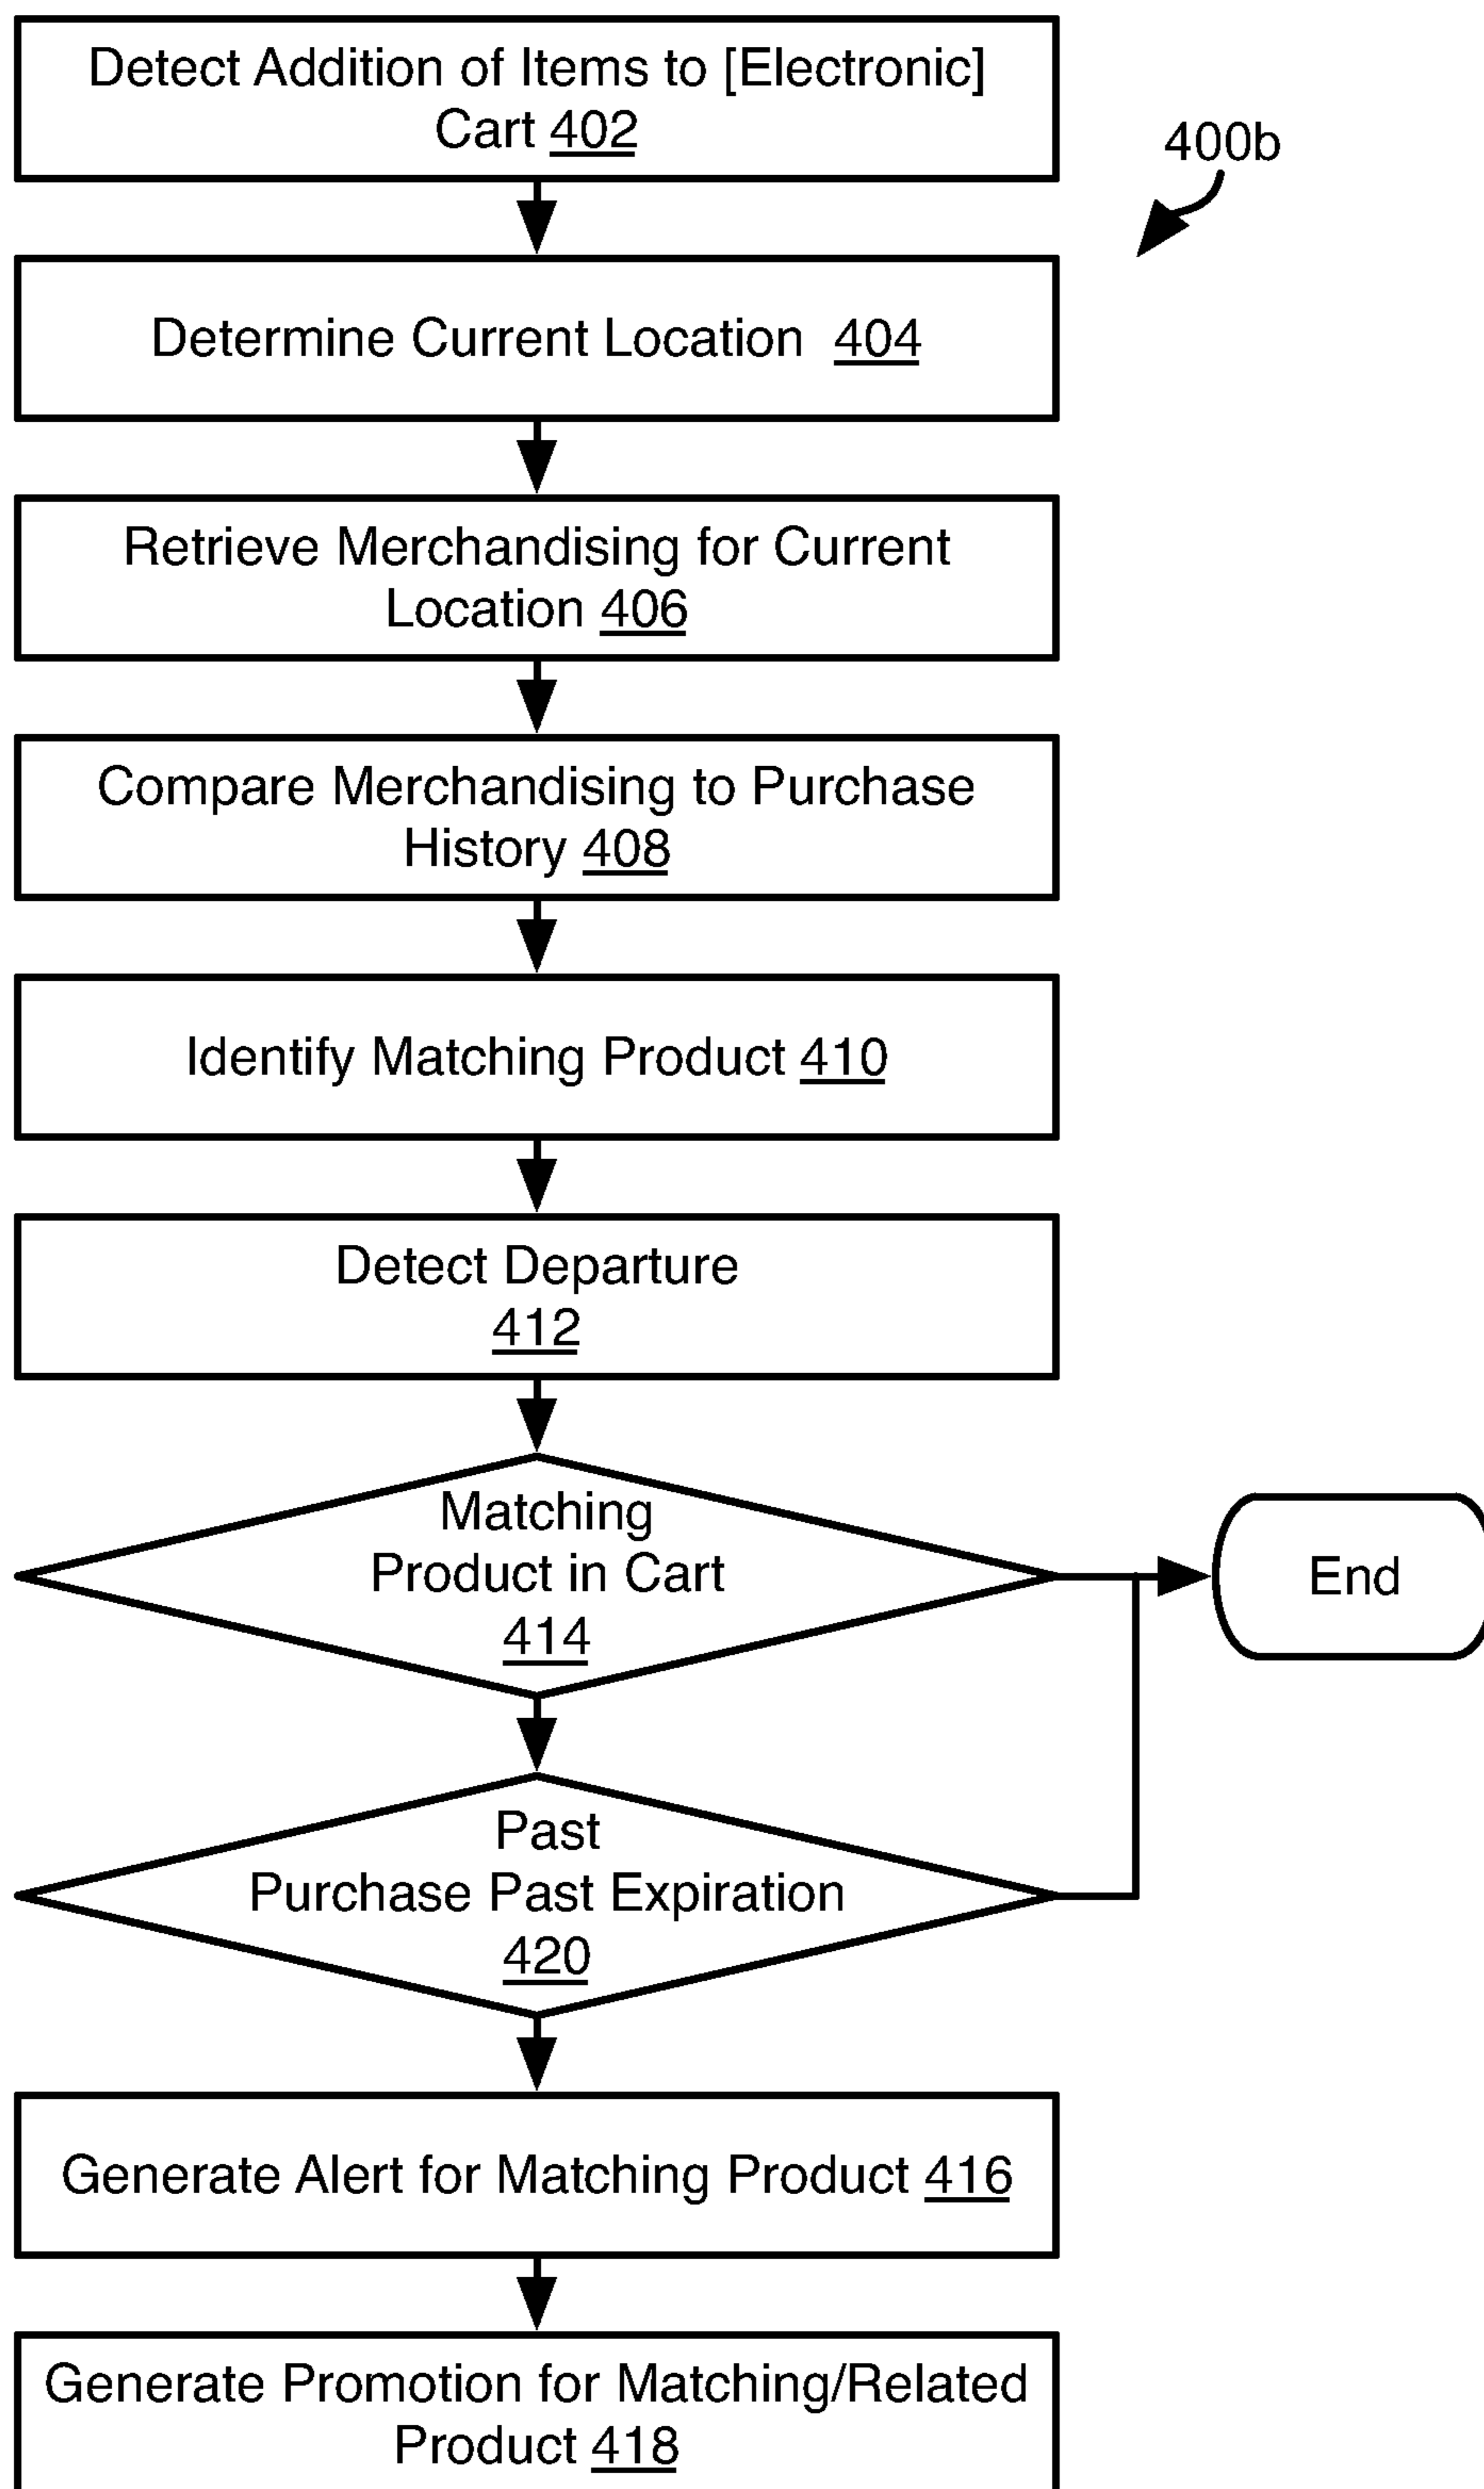 Detect Addition of Items to [Electronic]
Cart 402
400b
Determine Current Location 404
Retrieve Merchandising for Current
Location 406
Compare Merchandising to Purchase
History 408
Identify Matching Product 410
Detect Departure
412
Matching
Product in Cart
414
End
Past
Purchase Past Expiration
420
Generate Alert for Matching Product 416
Generate Promotion for Matching/Related
Product 418